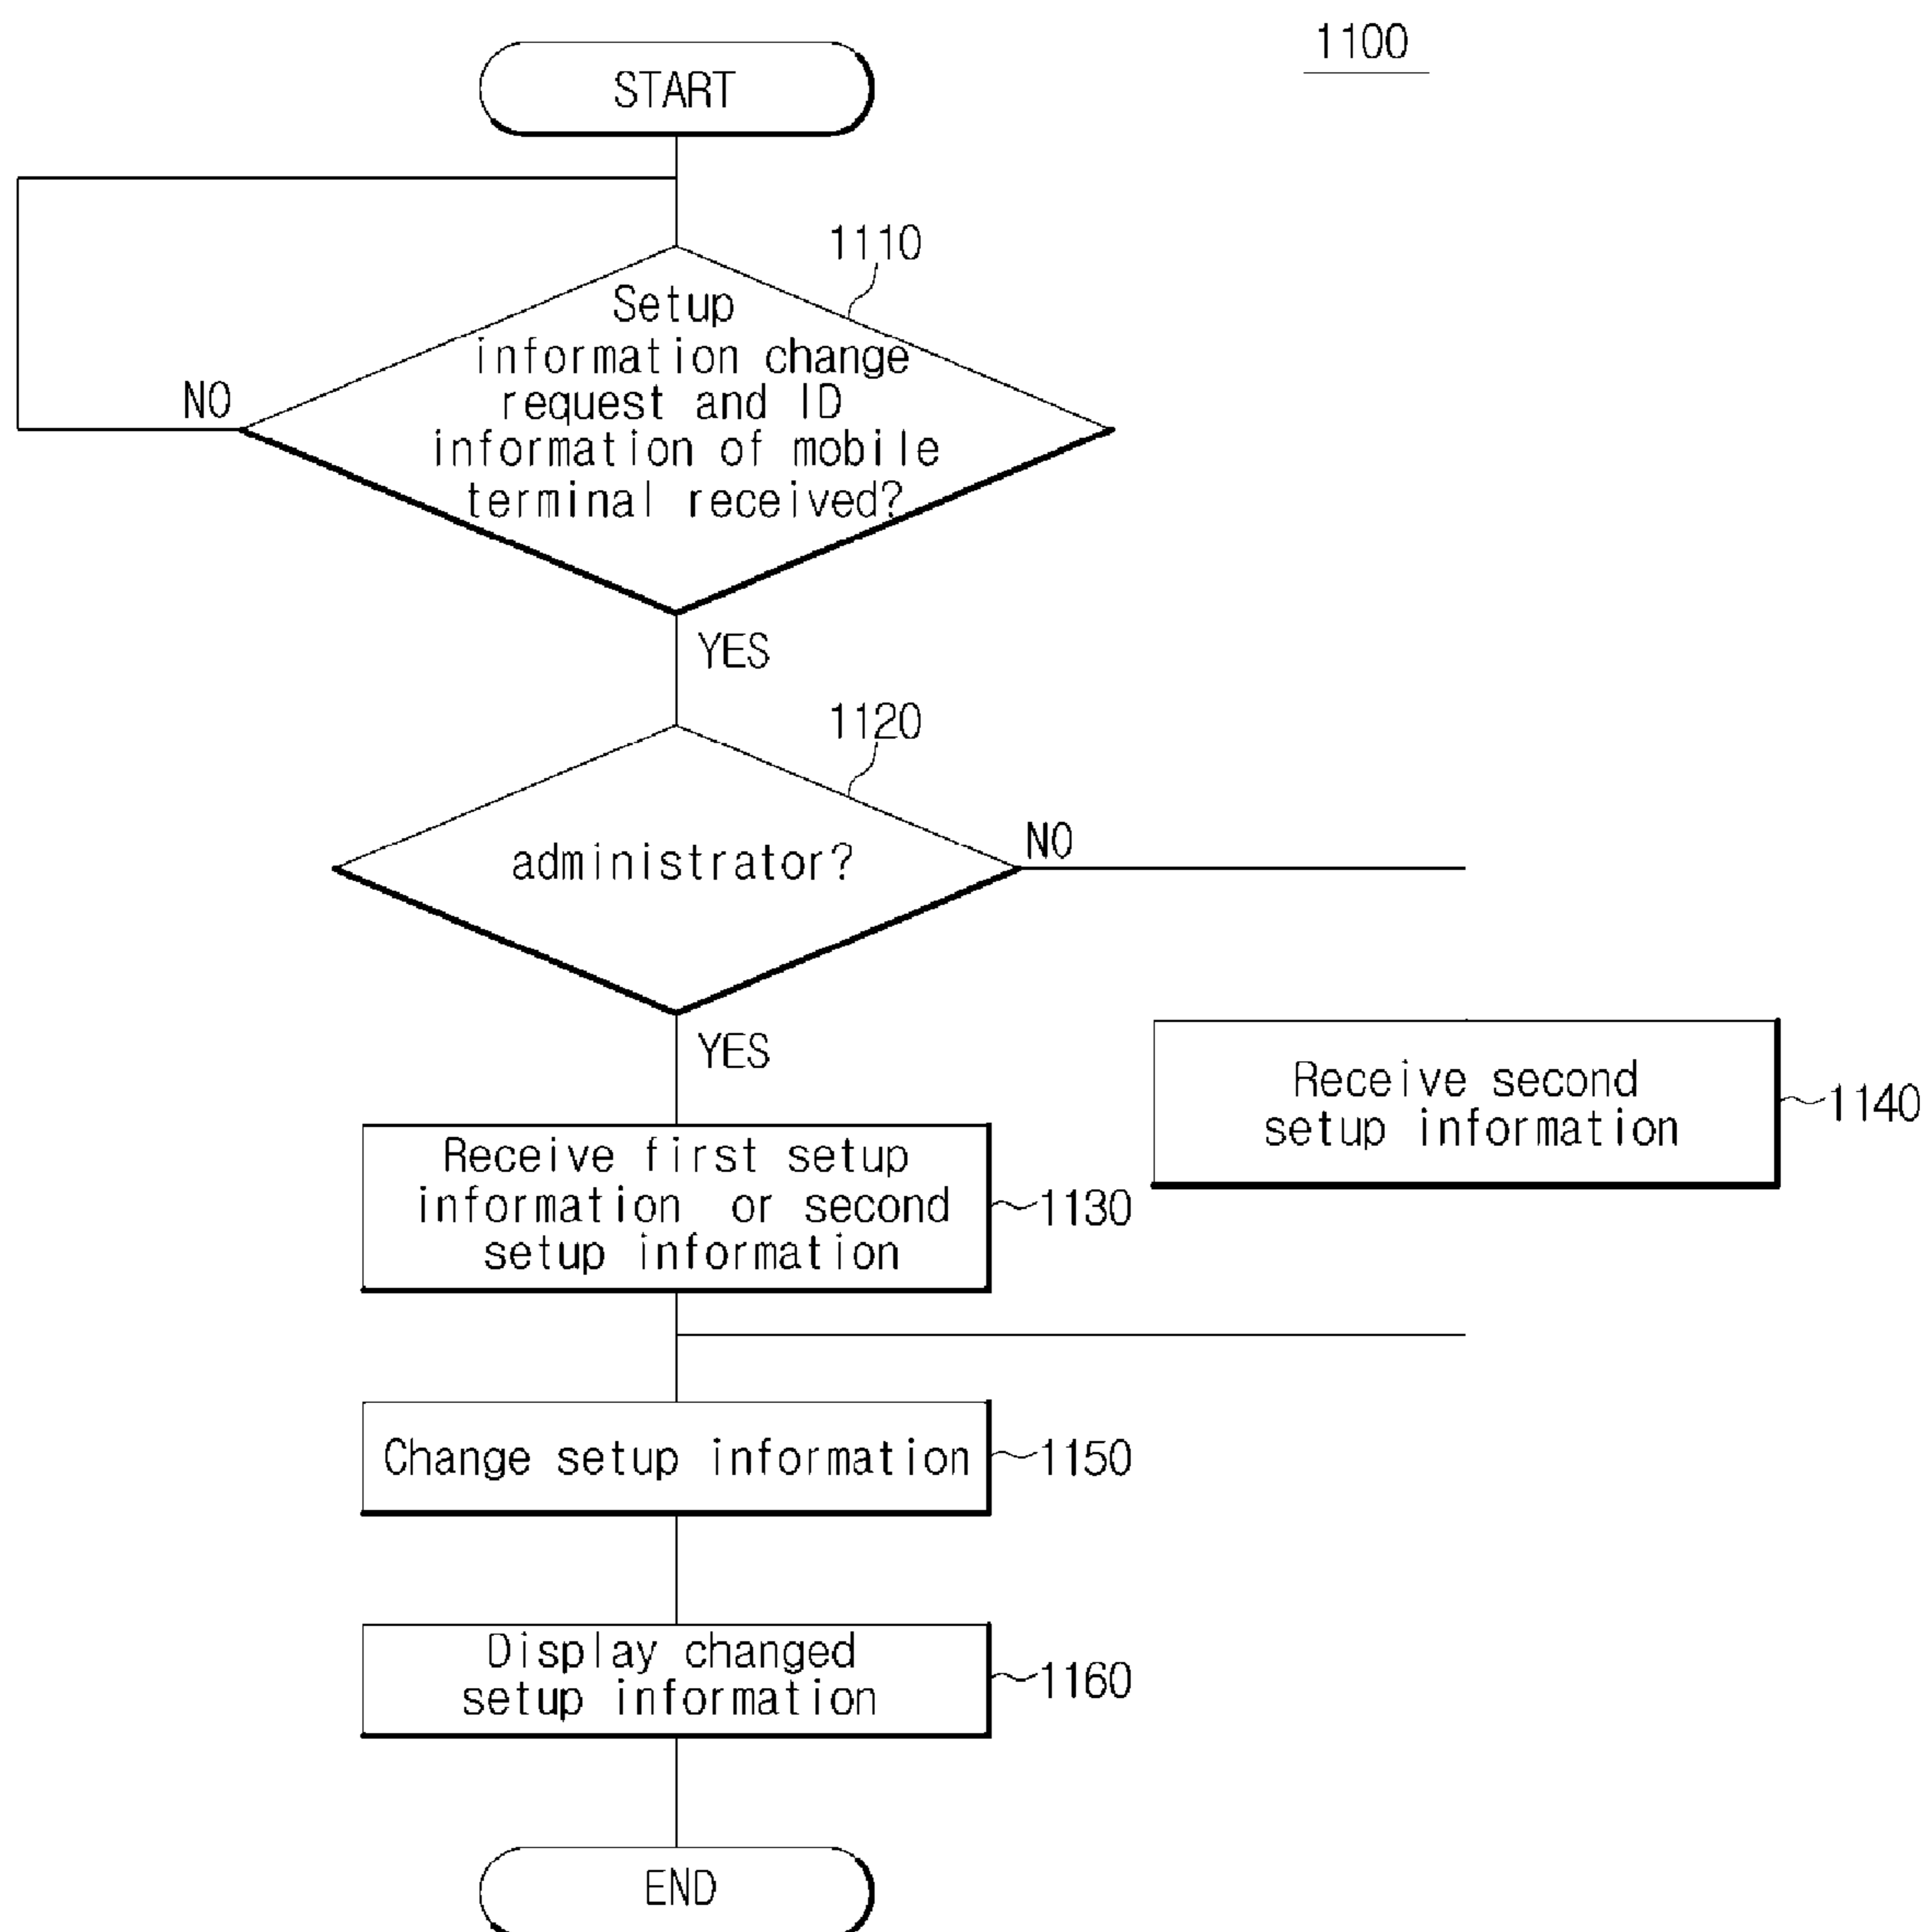 1100
START
1110
Setup
information change
request and ID
information of mobile
terminal received?
NO
YES
1120
administrator?
NO
YES
Receive second
setup information
1140
Receive first setup
information or second
setup information
1130
Change setup information
1150
Display changed
setup information
1160
END